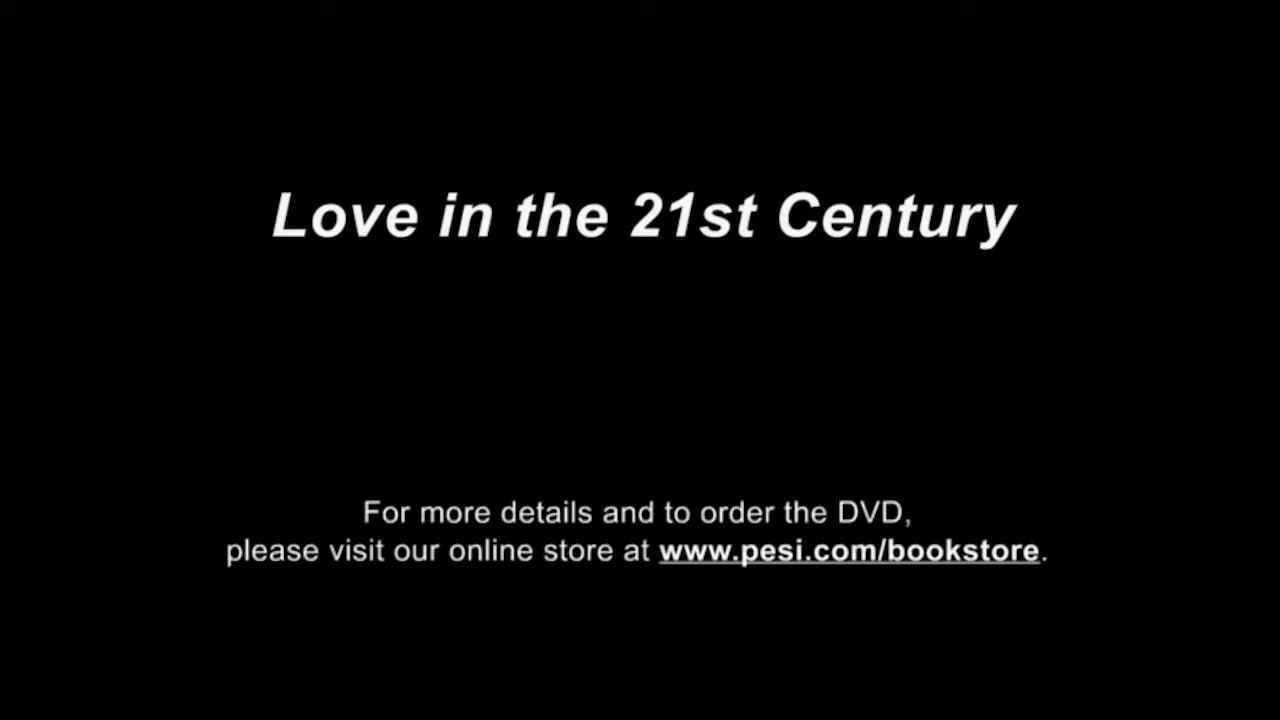 Love in the 21st Century
For more details and to order the DVD,
please visit our online store at www.pesi.com/bookstore.